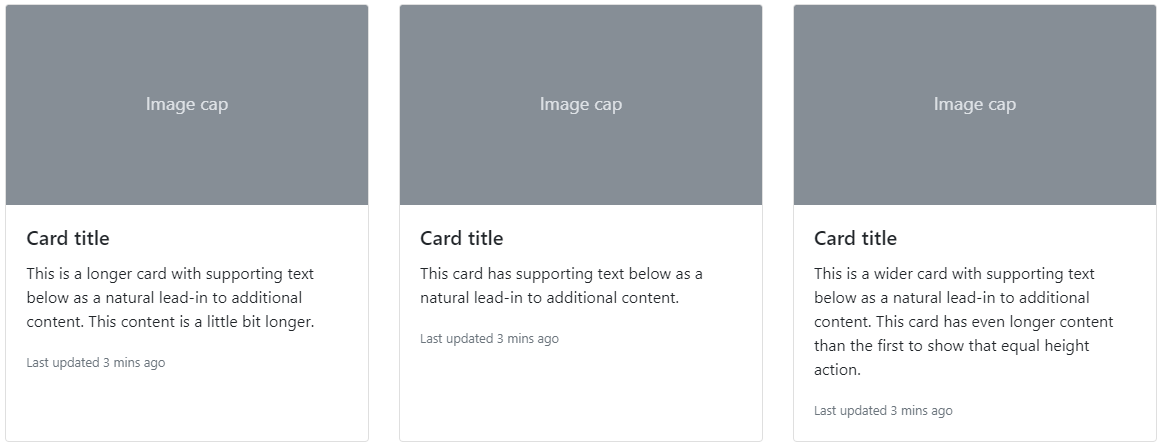 Image cap
Card title
This is a longer card with supporting text
below as a natural lead-in to additional
content. This content is a little bit longer.
Last updated 3 mins ago
Image cap
Card title
This card has supporting text below as a
natural lead-in to additional content.
Last updated 3 mins ago
Image cap
Card title
This is a wider card with supporting text
below as a natural lead-in to additional
content. This card has even longer content
than the first to show that equal height
action.
Last updated 3 mins ago